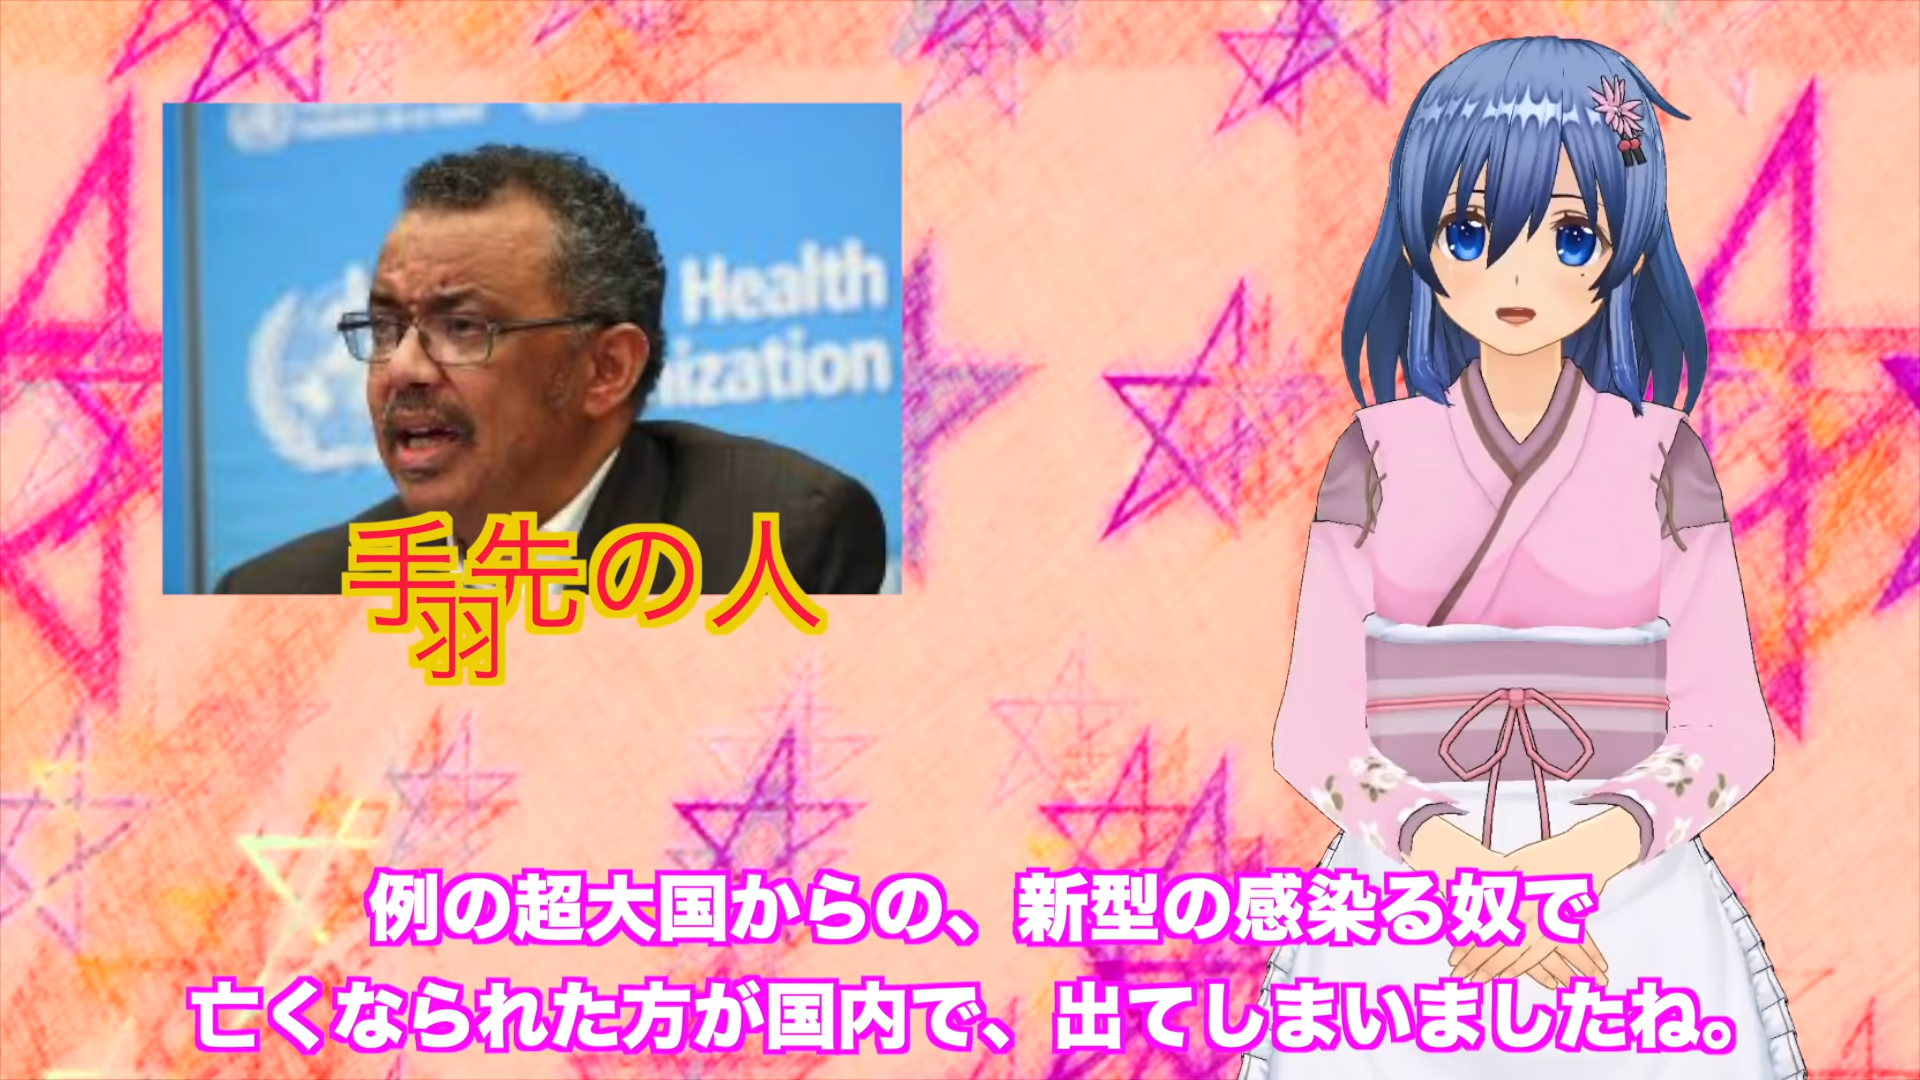 Health
ization
手先の人
羽
例の超大国からの、新型の感染る奴で
亡くなられた方が国内で、出てしまいましたね。